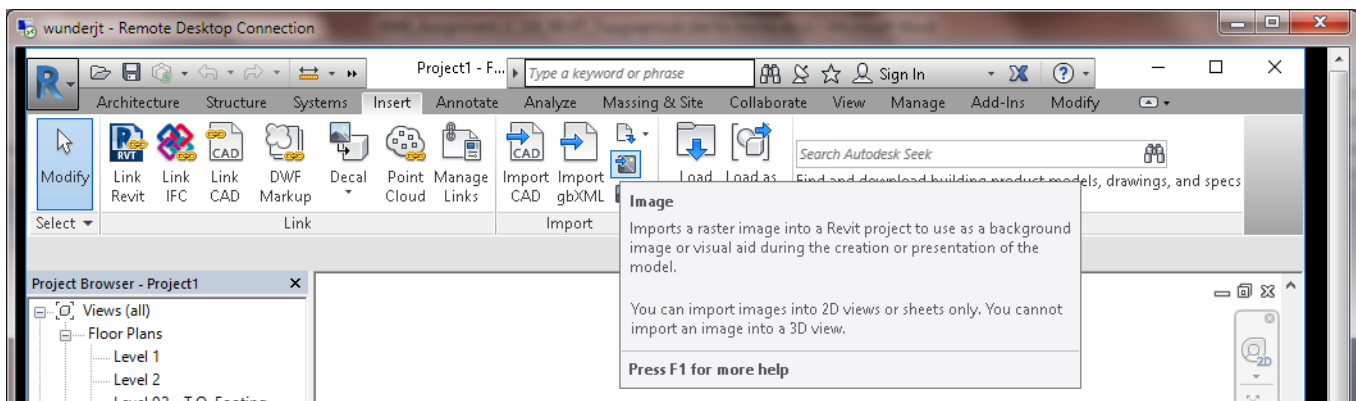 wunderjt - Remote Desktop Connection
R Project1 - F... Type a keyword or phrase Sign In ?
Architecture Structure Systems Insert Annotate Analyze Massing & Site Collaborate View Manage Add-Ins Modify
RVT CAD CAD
Modify Link Link Link DWF Decal Point Manage Import Import Load Load as Search Autodesk Seek
Revit IFC CAD Markup Cloud Links CAD gbXML Find and download building product models, drawings, and specs
Select Link Import
Image
Imports a raster image into a Revit project to use as a background
image or visual aid during the creation or presentation of the
model.
You can import images into 2D views or sheets only. You cannot
import an image into a 3D view.
Press F1 for more help
Project Browser - Project1
Views (all)
Floor Plans
Level 1
Level 2
2D